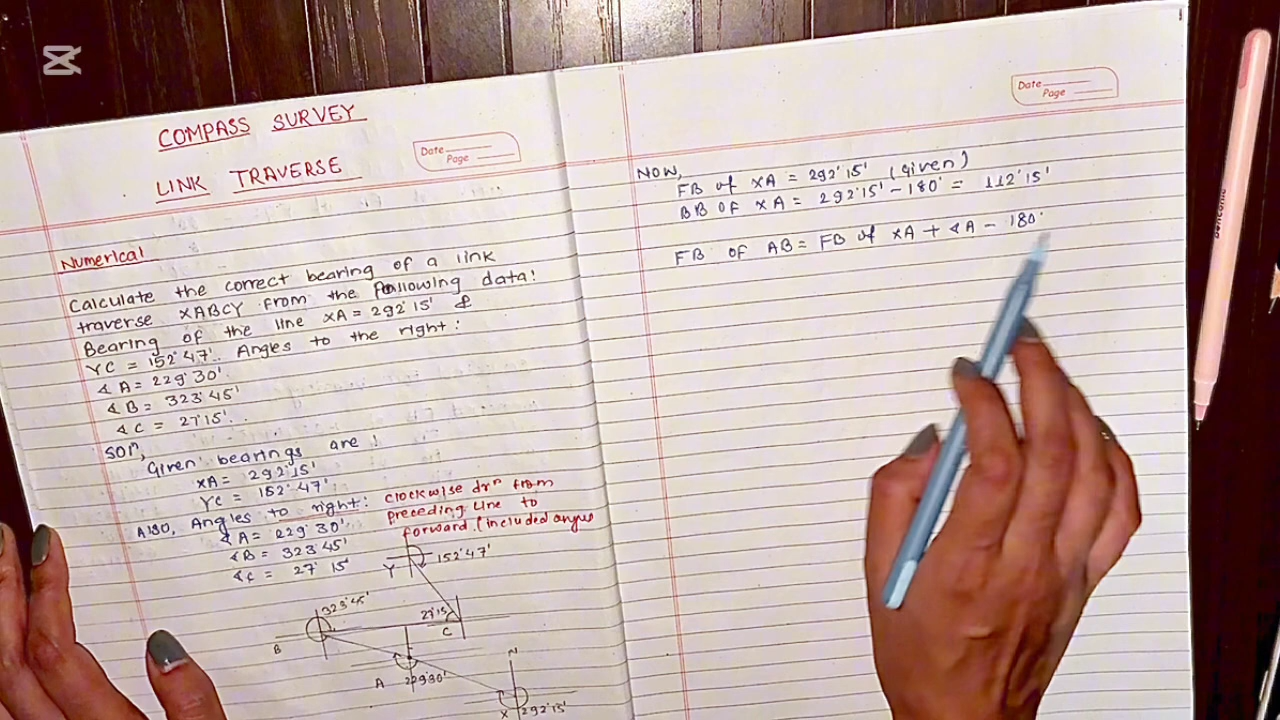 COMPASS SURVEY
LINK TRAVERSE
Date
Page
Numerical
Calculate the correct bearing of a link
traverse XABCY from the following data:
Bearing of the line XA = 292°15' &
YC = 152°47'. Angles to the right:
∡A = 229°30'
∡B = 323°45'
∡C = 27°15'.
Solⁿ,
Given bearings are:
XA = 292°15'
YC = 152°47'
Also, Angles to right: clockwise drⁿ from
preceding line to
forward (included angles
∡A = 229°30'
∡B = 323°45'
∡C = 27°15'
Y
152°47'
323°45'
27°15'
B
C
A
229°30'
N
X
292°15'
Date
Page
NOW,
FB of XA = 292°15' (Given)
BB OF XA = 292°15' - 180° = 112°15'
FB OF AB = FB of XA + ∡A - 180°